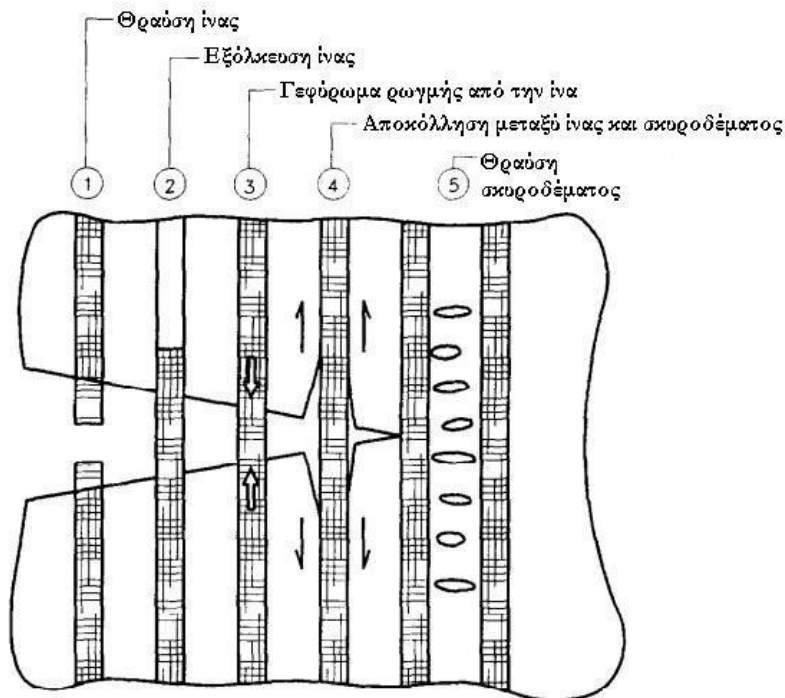 Θραύση ίνας
Εξόλκευση ίνας
Γεφύρωμα ρωγμής από την ίνα
Αποκόλληση μεταξύ ίνας και σκυροδέματος
1
2
3
4
5
Θραύση
σκυροδέματος